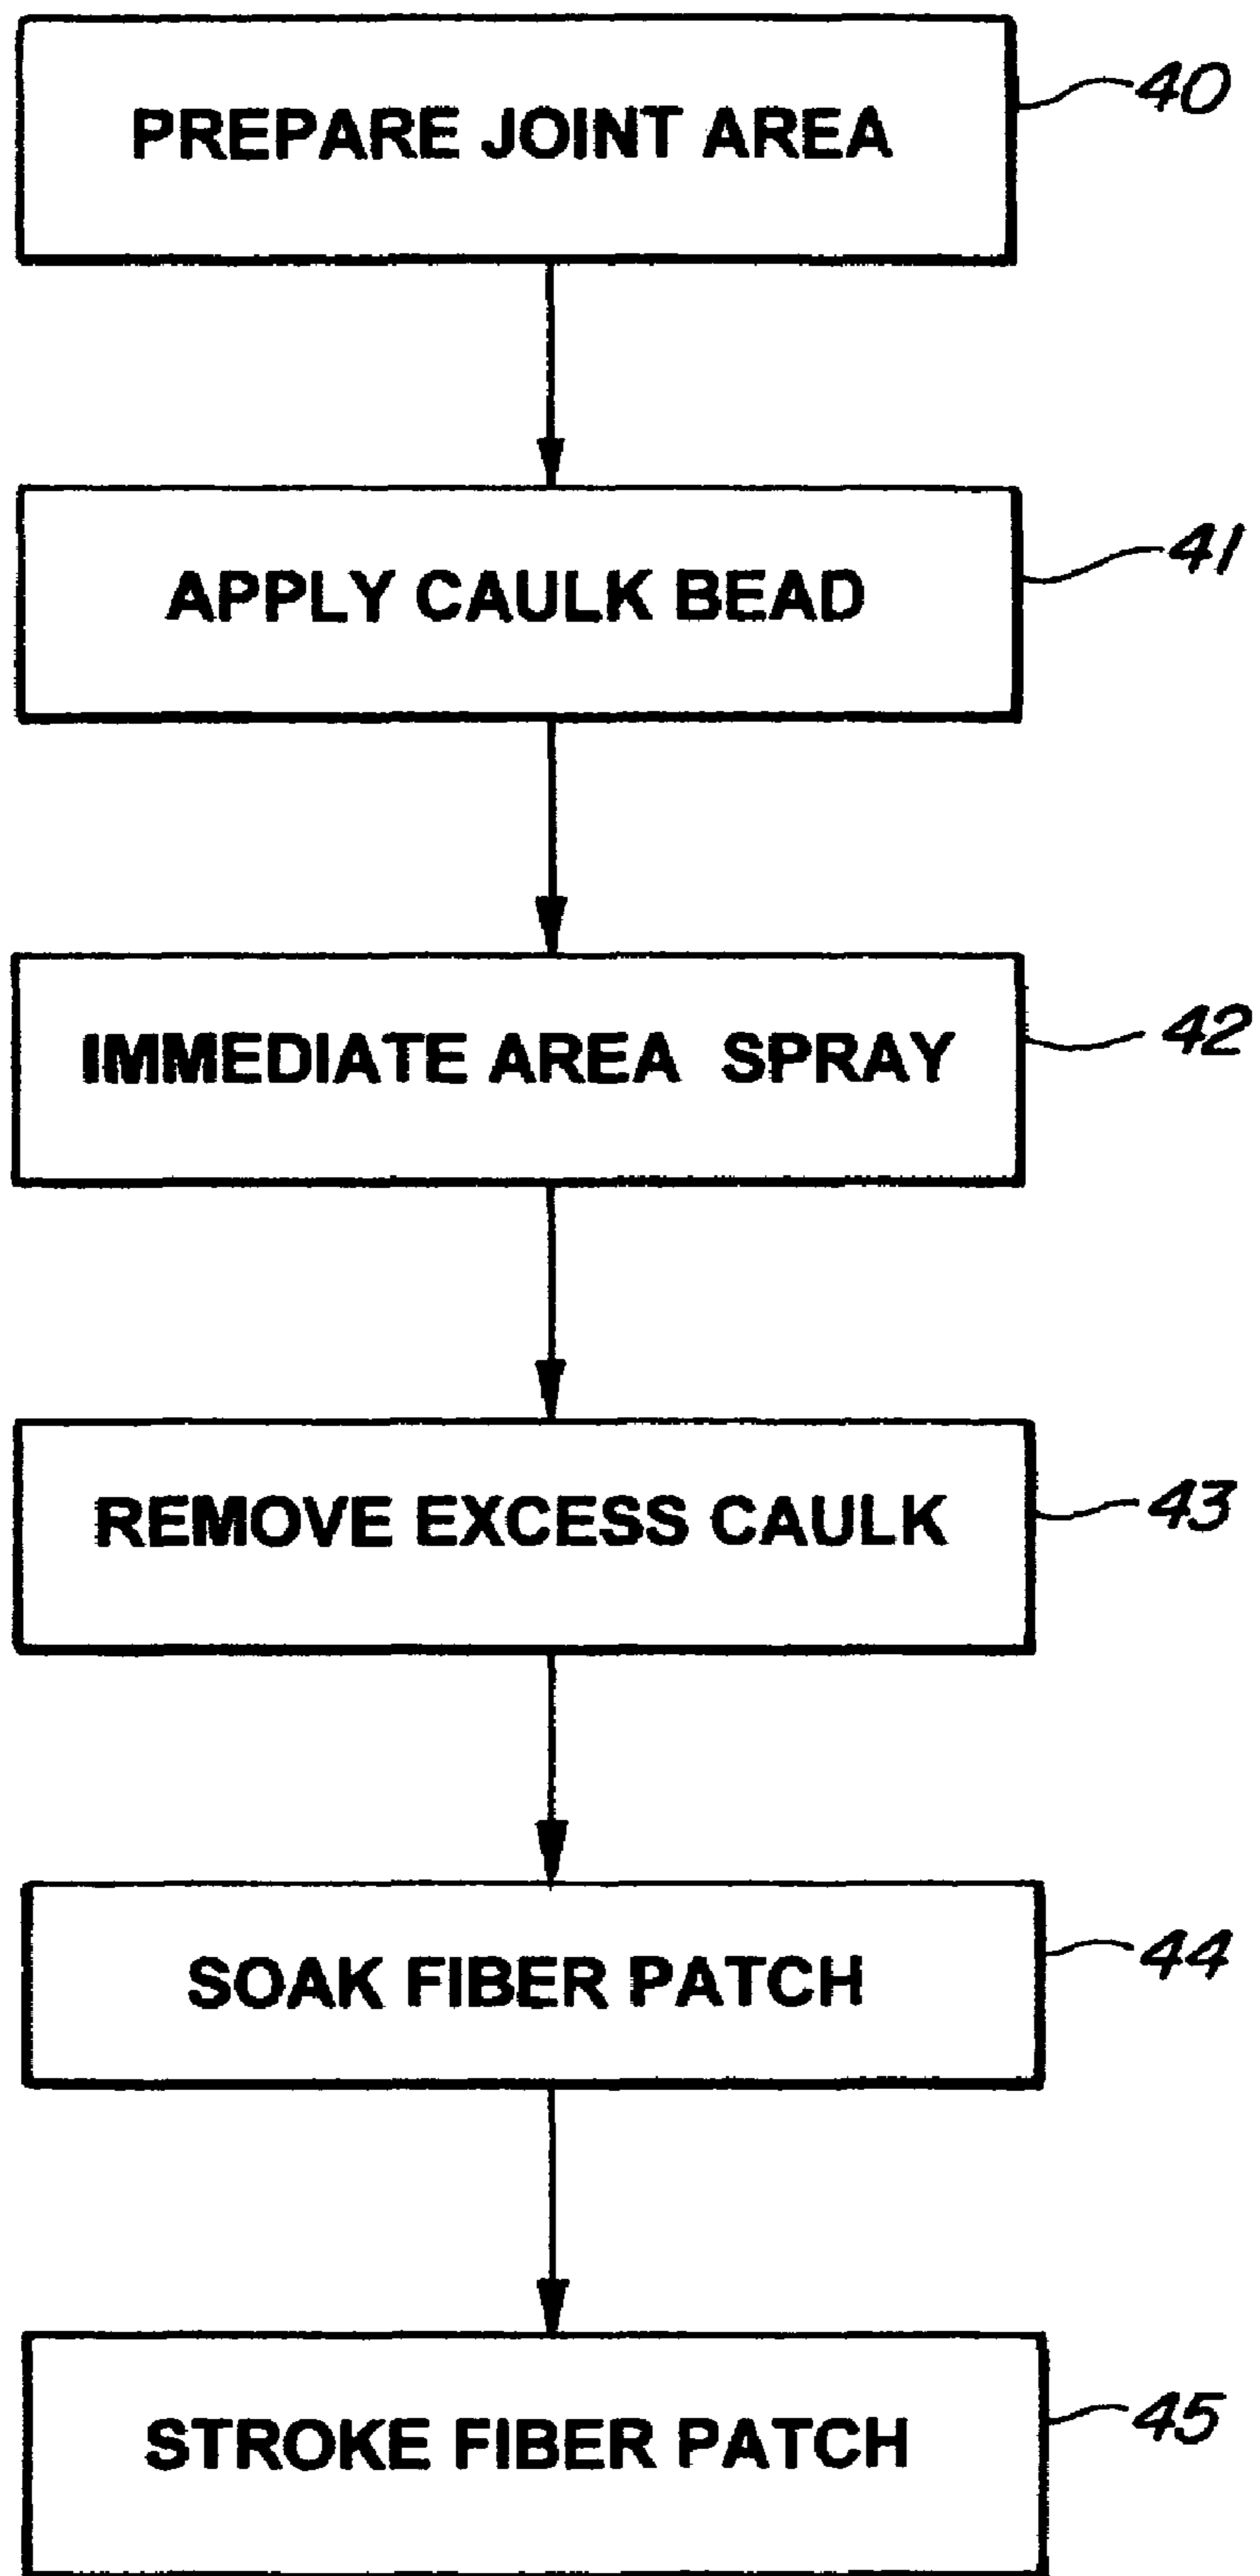 PREPARE JOINT AREA
40
APPLY CAULK BEAD
41
IMMEDIATE AREA SPRAY
42
REMOVE EXCESS CAULK
43
SOAK FIBER PATCH
44
STROKE FIBER PATCH
45